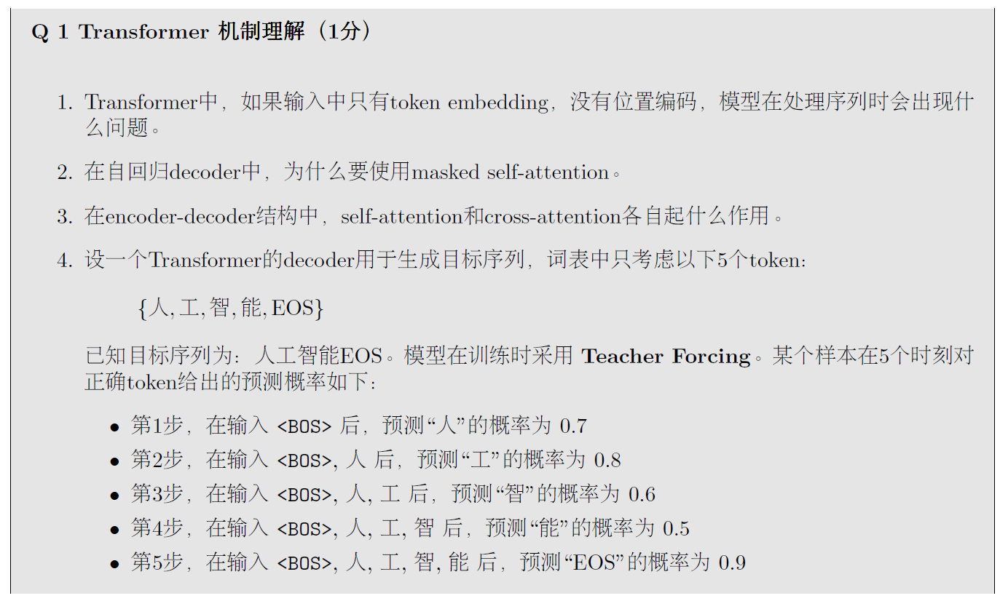 Q 1 Transformer 机制理解（1分）
1. Transformer中，如果输入中只有token embedding，没有位置编码，模型在处理序列时会出现什
么问题。
2. 在自回归decoder中，为什么要使用masked self-attention。
3. 在encoder-decoder结构中，self-attention和cross-attention各自起什么作用。
4. 设一个Transformer的decoder用于生成目标序列，词表中只考虑以下5个token：
{人, 工, 智, 能, EOS}
已知目标序列为：人工智能EOS。模型在训练时采用 Teacher Forcing。某个样本在5个时刻对
正确token给出的预测概率如下：
• 第1步，在输入 <BOS> 后，预测“人”的概率为 0.7
• 第2步，在输入 <BOS>, 人 后，预测“工”的概率为 0.8
• 第3步，在输入 <BOS>, 人, 工 后，预测“智”的概率为 0.6
• 第4步，在输入 <BOS>, 人, 工, 智 后，预测“能”的概率为 0.5
• 第5步，在输入 <BOS>, 人, 工, 智, 能 后，预测“EOS”的概率为 0.9